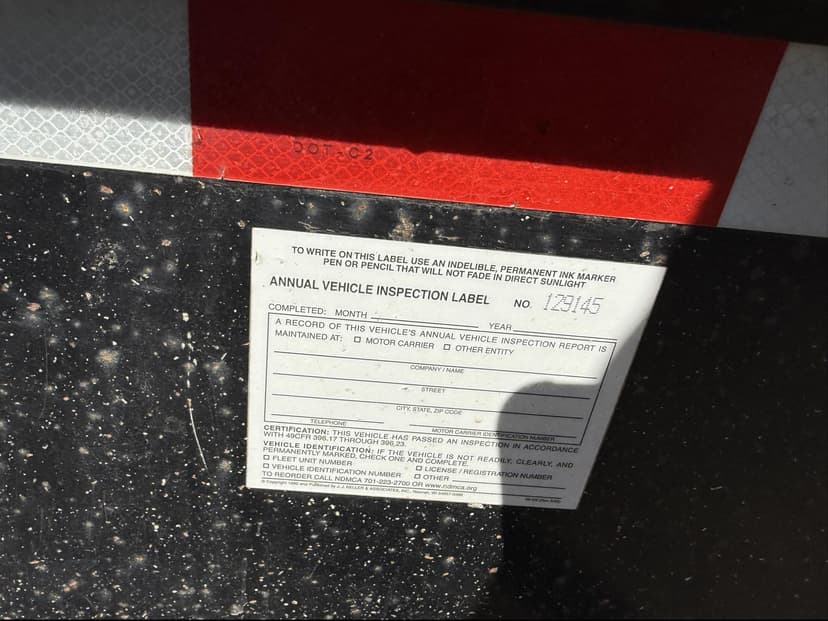 DOT-C2
TO WRITE ON THIS LABEL USE AN INDELIBLE, PERMANENT INK MARKER
PEN OR PENCIL THAT WILL NOT FADE IN DIRECT SUNLIGHT
ANNUAL VEHICLE INSPECTION LABEL NO. 129145
COMPLETED: MONTH YEAR
A RECORD OF THIS VEHICLE'S ANNUAL VEHICLE INSPECTION REPORT IS
MAINTAINED AT: ☐ MOTOR CARRIER ☐ OTHER ENTITY
COMPANY / NAME
STREET
CITY, STATE, ZIP CODE
TELEPHONE MOTOR CARRIER IDENTIFICATION NUMBER
CERTIFICATION: THIS VEHICLE HAS PASSED AN INSPECTION IN ACCORDANCE
WITH 49CFR 396.17 THROUGH 396.23.
VEHICLE IDENTIFICATION: IF THE VEHICLE IS NOT READILY, CLEARLY, AND
PERMANENTLY MARKED, CHECK ONE AND COMPLETE.
☐ FLEET UNIT NUMBER ☐ LICENSE / REGISTRATION NUMBER
☐ VEHICLE IDENTIFICATION NUMBER ☐ OTHER
TO REORDER CALL NDMCA 701-223-2700 OR www.ndmca.org
J. J. KELLER & ASSOCIATES, INC.